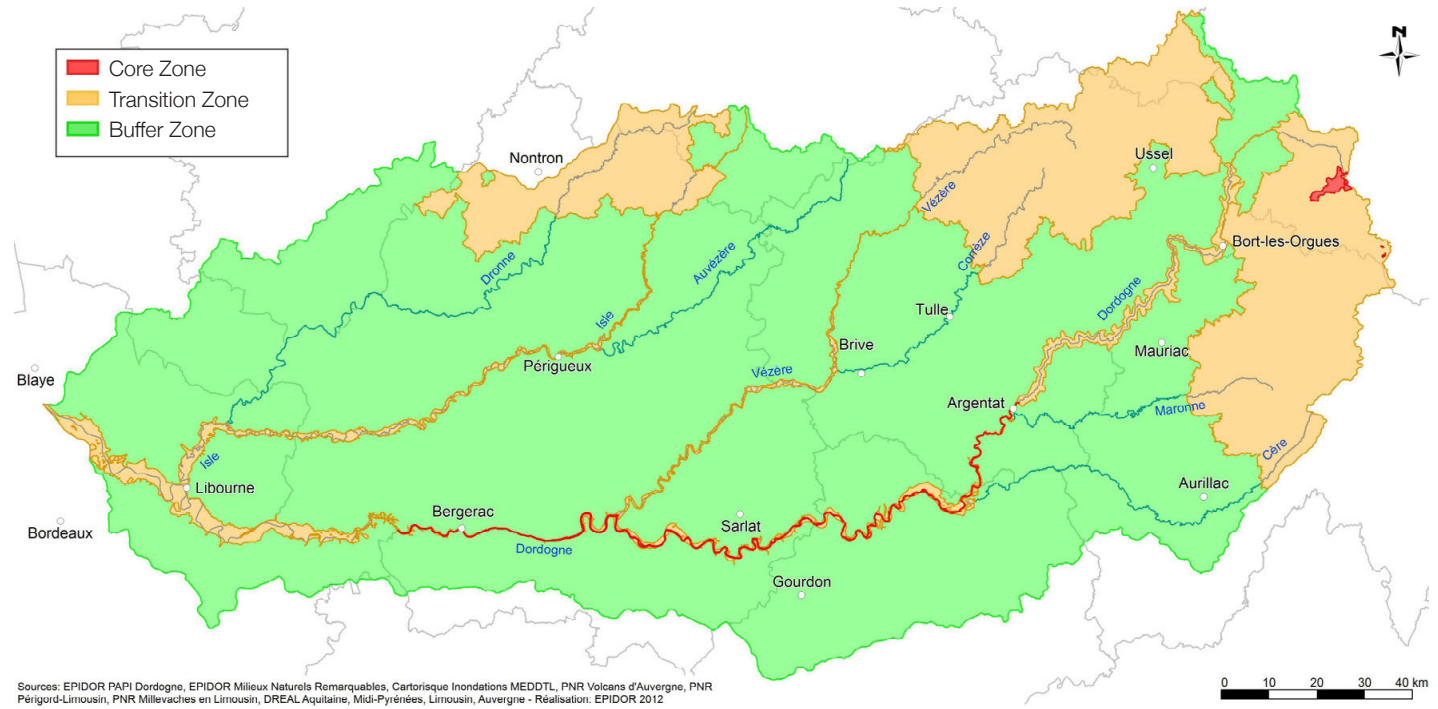 N
Core Zone
Transition Zone
Buffer Zone
Nontron
Ussel
Vézère
Bort-les-Orgues
Dronne
Auvézère
Corrèze
Dordogne
Isle
Tulle
Brive
Mauriac
Périgueux
Blaye
Vézère
Argentat
Maronne
Isle
Cère
Libourne
Aurillac
Bergerac
Sarlat
Bordeaux
Dordogne
Gourdon
Sources: EPIDOR PAPI Dordogne, EPIDOR Milieux Naturels Remarquables, Cartorisque Inondations MEDDTL, PNR Volcans d'Auvergne, PNR
Périgord-Limousin, PNR Millevaches en Limousin, DREAL Aquitaine, Midi-Pyrénées, Limousin, Auvergne - Réalisation: EPIDOR 2012
0 10 20 30 40 km